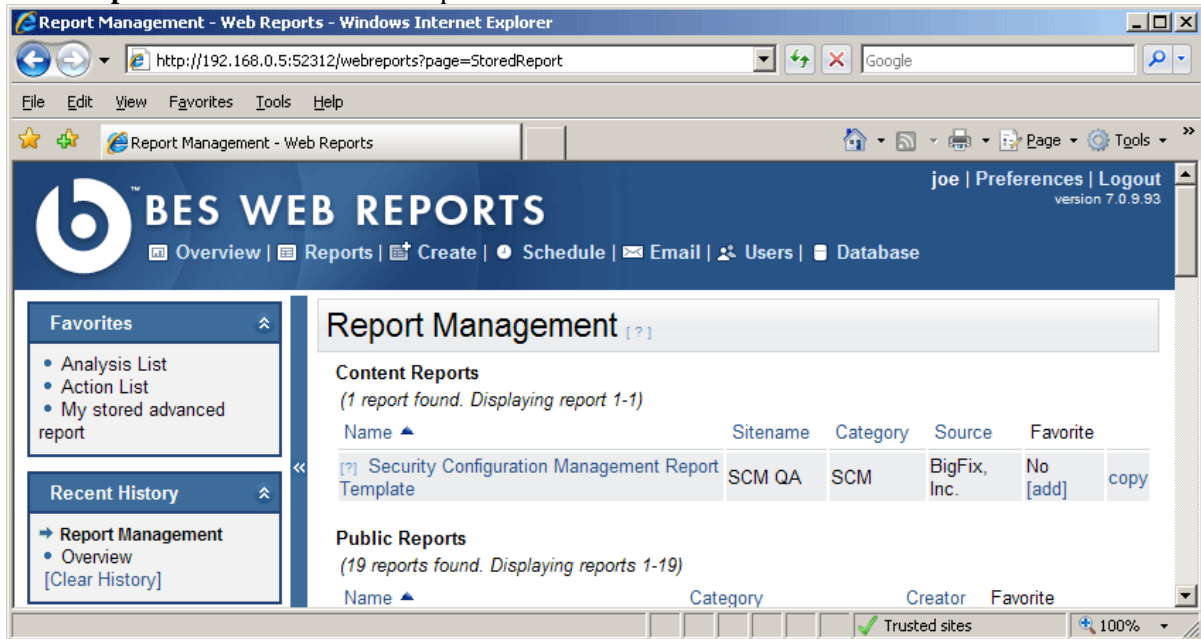 Report Management - Web Reports - Windows Internet Explorer
http://192.168.0.5:52312/webreports?page=StoredReport
Google
File Edit View Favorites Tools Help
Report Management - Web Reports
Page Tools »
joe | Preferences | Logout
version 7.0.9.93
™
BES WEB REPORTS
Overview | Reports | Create | Schedule | Email | Users | Database
Favorites
• Analysis List
• Action List
• My stored advanced
report
Recent History
Report Management
• Overview
[Clear History]
«
Report Management [?]
Content Reports
(1 report found. Displaying report 1-1)
Name Sitename Category Source Favorite
[?] Security Configuration Management Report
Template
SCM QA
SCM
BigFix,
Inc.
No
[add]
copy
Public Reports
(19 reports found. Displaying reports 1-19)
Name Category Creator Favorite
Trusted sites
100%